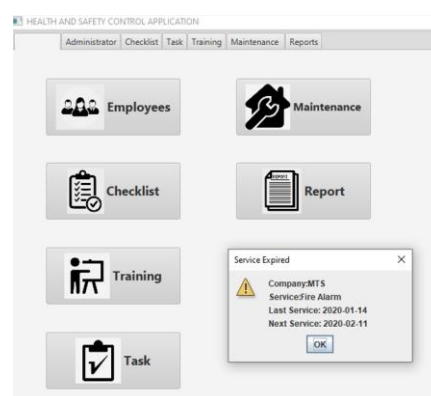 HEALTH AND SAFETY CONTROL APPLICATION
Administrator Checklist Task Training Maintenance Reports
Employees
Maintenance
Checklist
REPORT
Report
Training
Service Expired
Company:MTS
Service:Fire Alarm
Last Service: 2020-01-14
Next Service: 2020-02-11
OK
Task